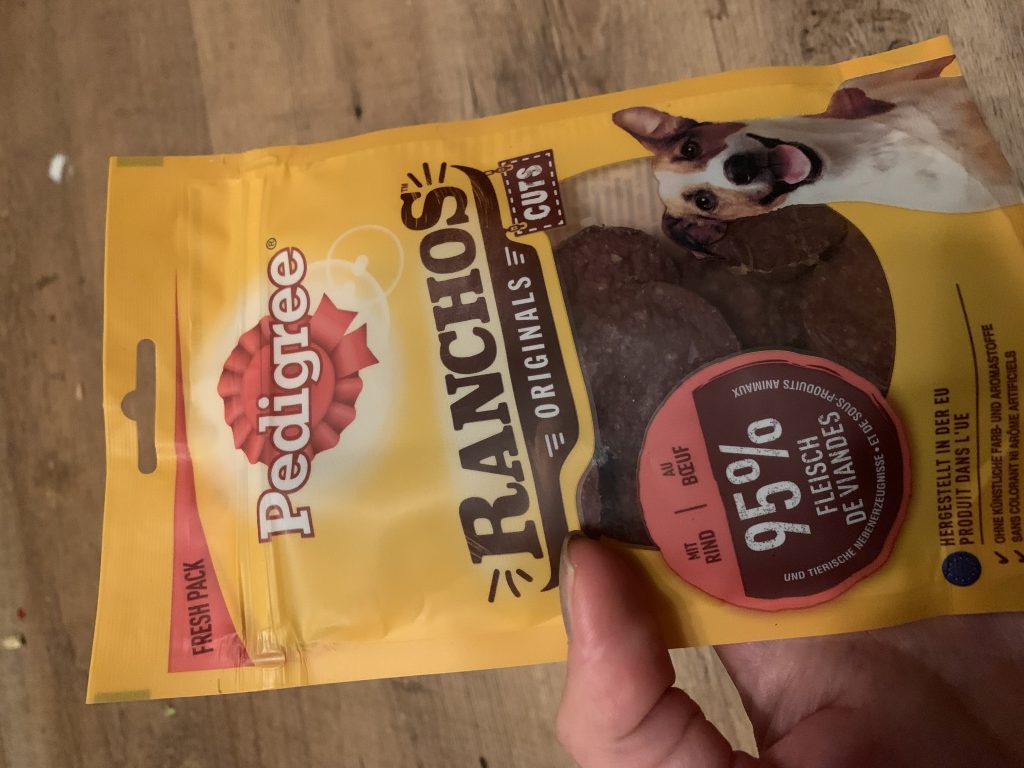 FRESH PACK
Pedigree®
RANCHOS™
ORIGINALS
CUTS
MIT
RIND
AU
BŒUF
95%
FLEISCH
DE VIANDES
UND TIERISCHE NEBENERZEUGNISSE • ET DE SOUS-PRODUITS ANIMAUX
HERGESTELLT IN DER EU
PRODUIT DANS L'UE
✓ OHNE KÜNSTLICHE FARB- UND AROMASTOFFE
✓ SANS COLORANT NI ARÔME ARTIFICIELS